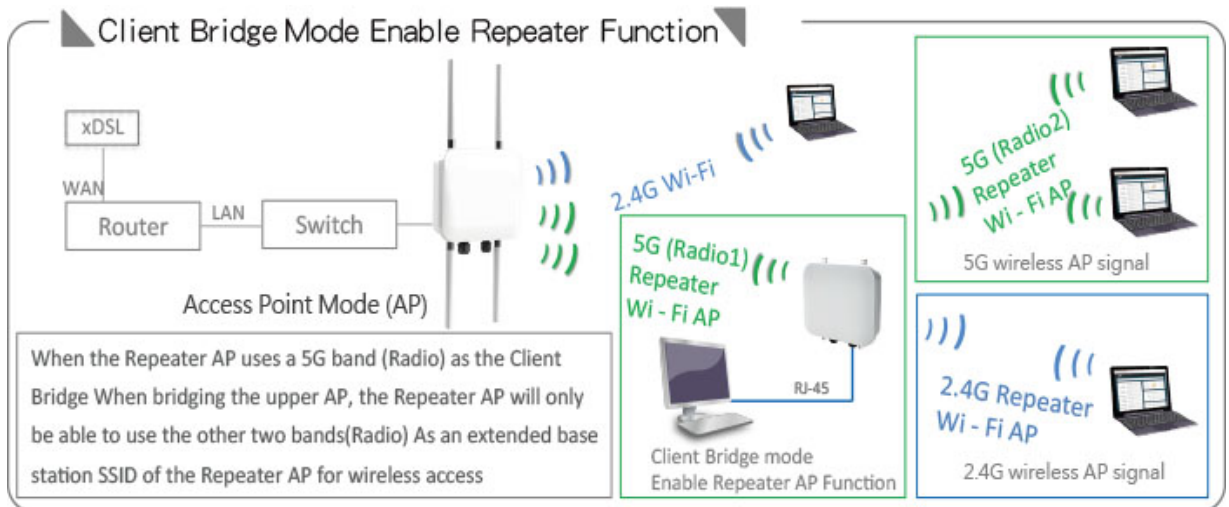 Client Bridge Mode Enable Repeater Function
xDSL
WAN
Router
LAN
Switch
Access Point Mode (AP)
2.4G Wi-Fi
When the Repeater AP uses a 5G band (Radio) as the Client
Bridge When bridging the upper AP, the Repeater AP will only
be able to use the other two bands(Radio) As an extended base
station SSID of the Repeater AP for wireless access
5G (Radio1)
Repeater
Wi - Fi AP
RJ-45
Client Bridge mode
Enable Repeater AP Function
5G (Radio2)
Repeater
Wi - Fi AP
5G wireless AP signal
2.4G Repeater
Wi - Fi AP
2.4G wireless AP signal